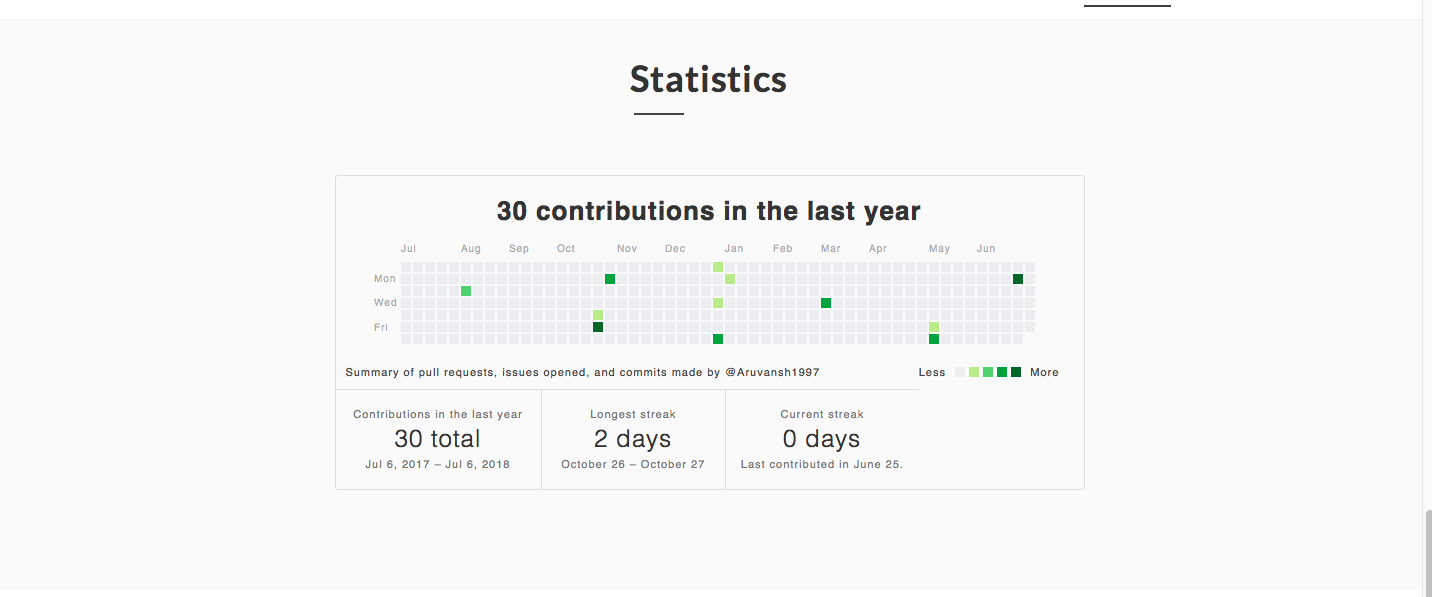 Statistics
30 contributions in the last year
Jul Aug Sep Oct Nov Dec Jan Feb Mar Apr May Jun
Mon
Wed
Fri
Summary of pull requests, issues opened, and commits made by @Aruvansh1997
Less More
Contributions in the last year
30 total
Jul 6, 2017 – Jul 6, 2018
Longest streak
2 days
October 26 – October 27
Current streak
0 days
Last contributed in June 25.